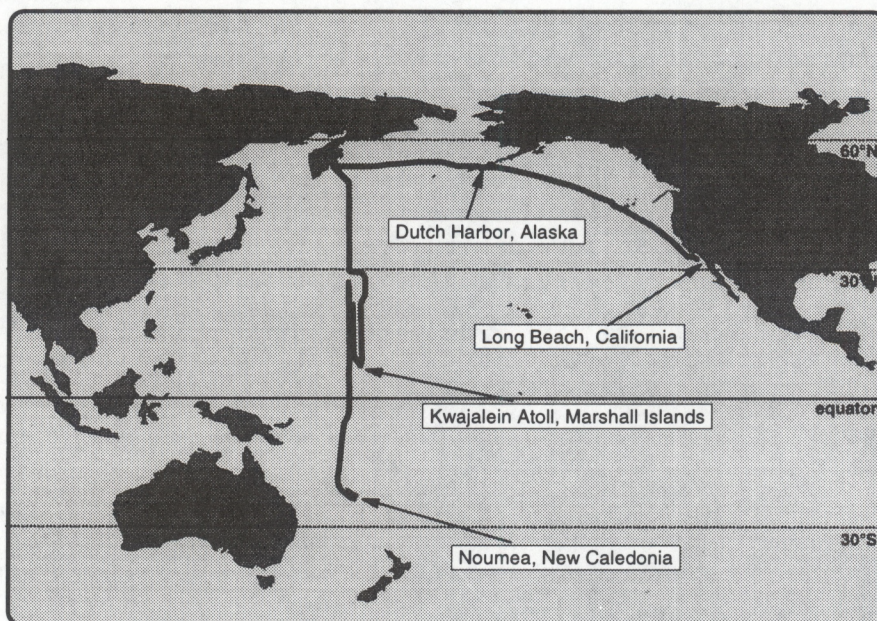 60°N
Dutch Harbor, Alaska
30°N
Long Beach, California
equator
Kwajalein Atoll, Marshall Islands
Noumea, New Caledonia
30°S